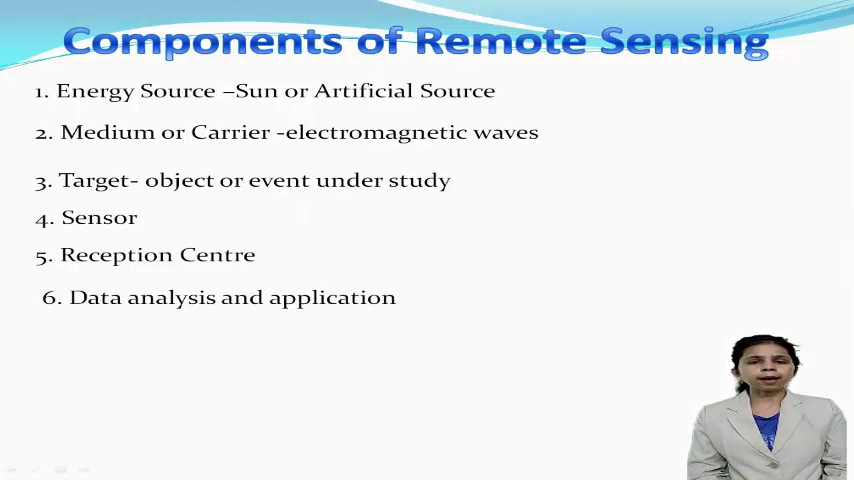 Components of Remote Sensing
1. Energy Source –Sun or Artificial Source
2. Medium or Carrier -electromagnetic waves
3. Target- object or event under study
4. Sensor
5. Reception Centre
6. Data analysis and application